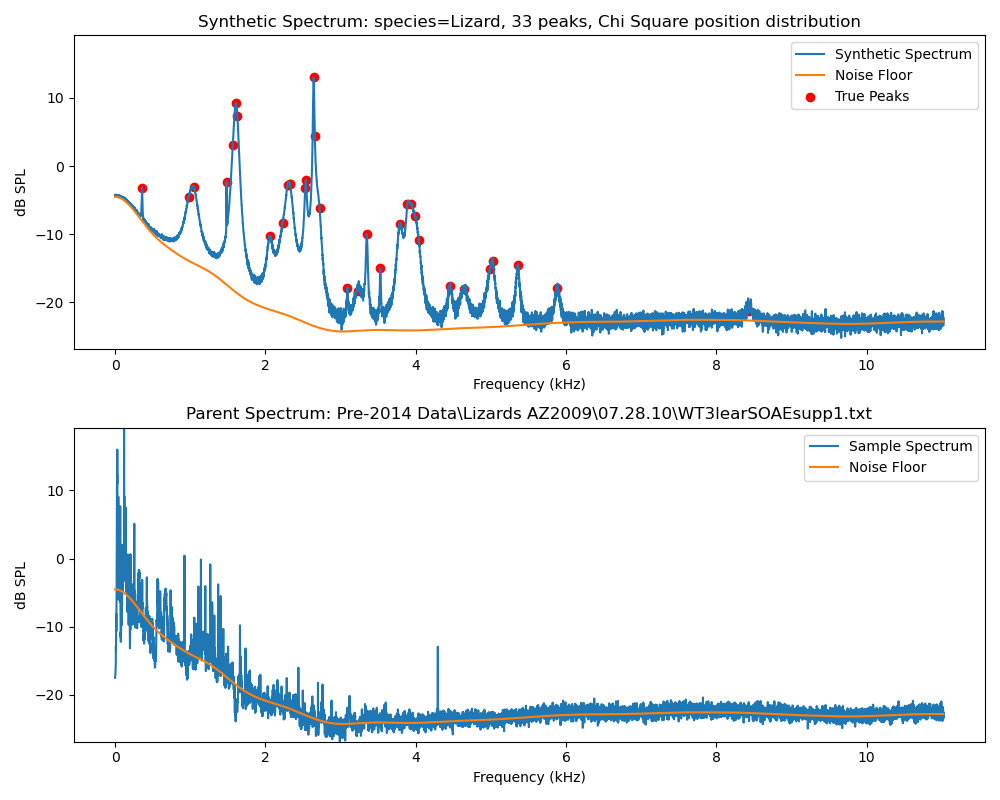 Synthetic Spectrum: species=Lizard, 33 peaks, Chi Square position distribution
Synthetic Spectrum
Noise Floor
True Peaks
10
0
−10
−20
dB SPL
0 2 4 6 8 10
Frequency (kHz)
Parent Spectrum: Pre-2014 Data\Lizards AZ2009\07.28.10\WT3learSOAEsupp1.txt
Sample Spectrum
Noise Floor
10
0
−10
−20
dB SPL
0 2 4 6 8 10
Frequency (kHz)